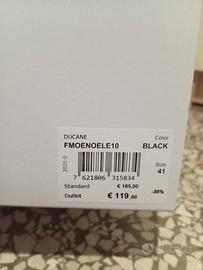 DUCANE Color
FMOENOELE10 BLACK
2025-5
Size
41
7 621806 315834
Standard € 185,00
-36%
Outlet € 119,00